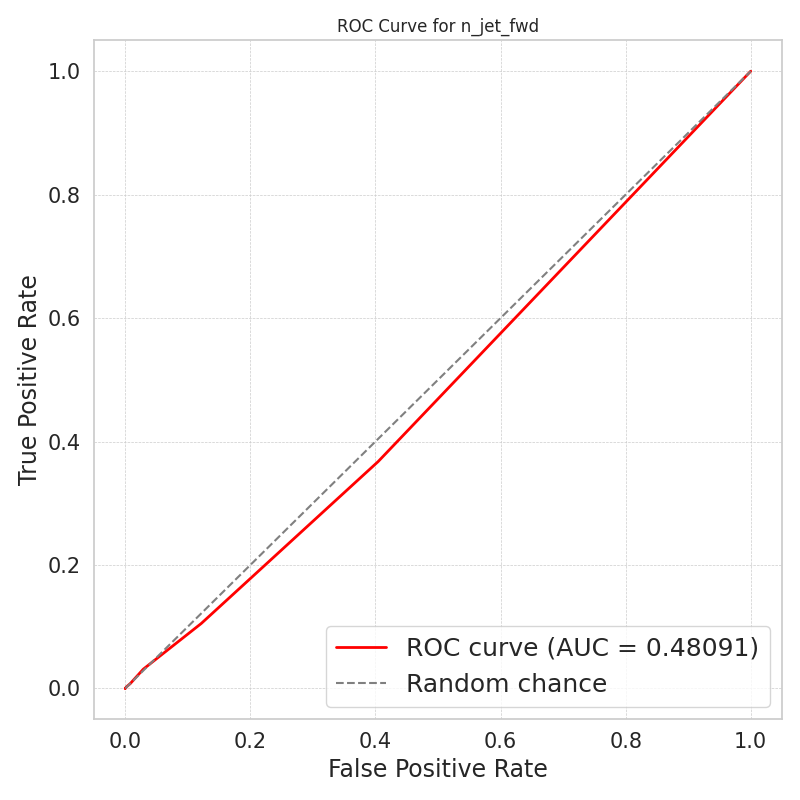 ROC Curve for n_jet_fwd
1.0
0.8
0.6
0.4
0.2
0.0
True Positive Rate
ROC curve (AUC = 0.48091)
Random chance
0.0 0.2 0.4 0.6 0.8 1.0
False Positive Rate